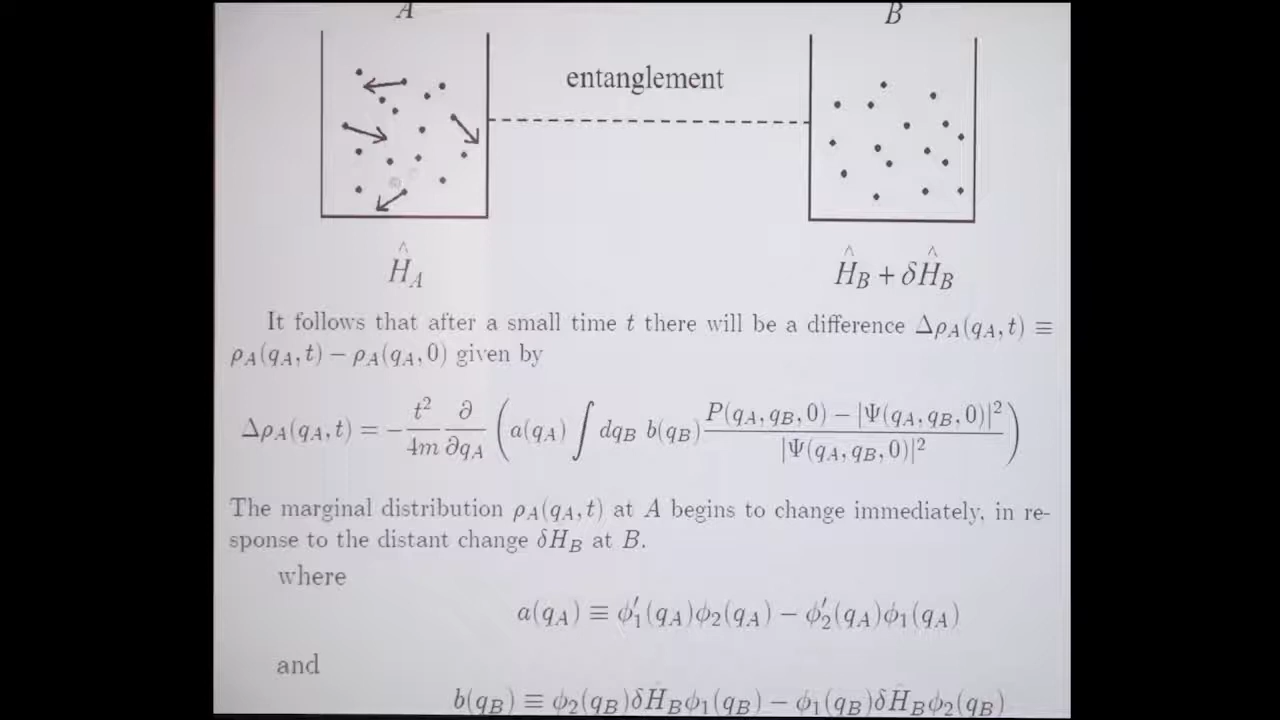 A B
entanglement
Ĥ_A Ĥ_B + δĤ_B
It follows that after a small time t there will be a difference Δρ_A(q_A, t) ≡
ρ_A(q_A, t) − ρ_A(q_A, 0) given by
Δρ_A(q_A, t) = −\frac{t²}{4m} \frac{∂}{∂q_A} ( a(q_A) ∫ dq_B b(q_B) \frac{P(q_A, q_B, 0) − |Ψ(q_A, q_B, 0)|²}{|Ψ(q_A, q_B, 0)|²} )
The marginal distribution ρ_A(q_A, t) at A begins to change immediately, in re-
sponse to the distant change δH_B at B.
where
a(q_A) ≡ ϕ′_1(q_A)ϕ_2(q_A) − ϕ′_2(q_A)ϕ_1(q_A)
and
b(q_B) ≡ ϕ_2(q_B)δH_Bϕ_1(q_B) − ϕ_1(q_B)δH_Bϕ_2(q_B)